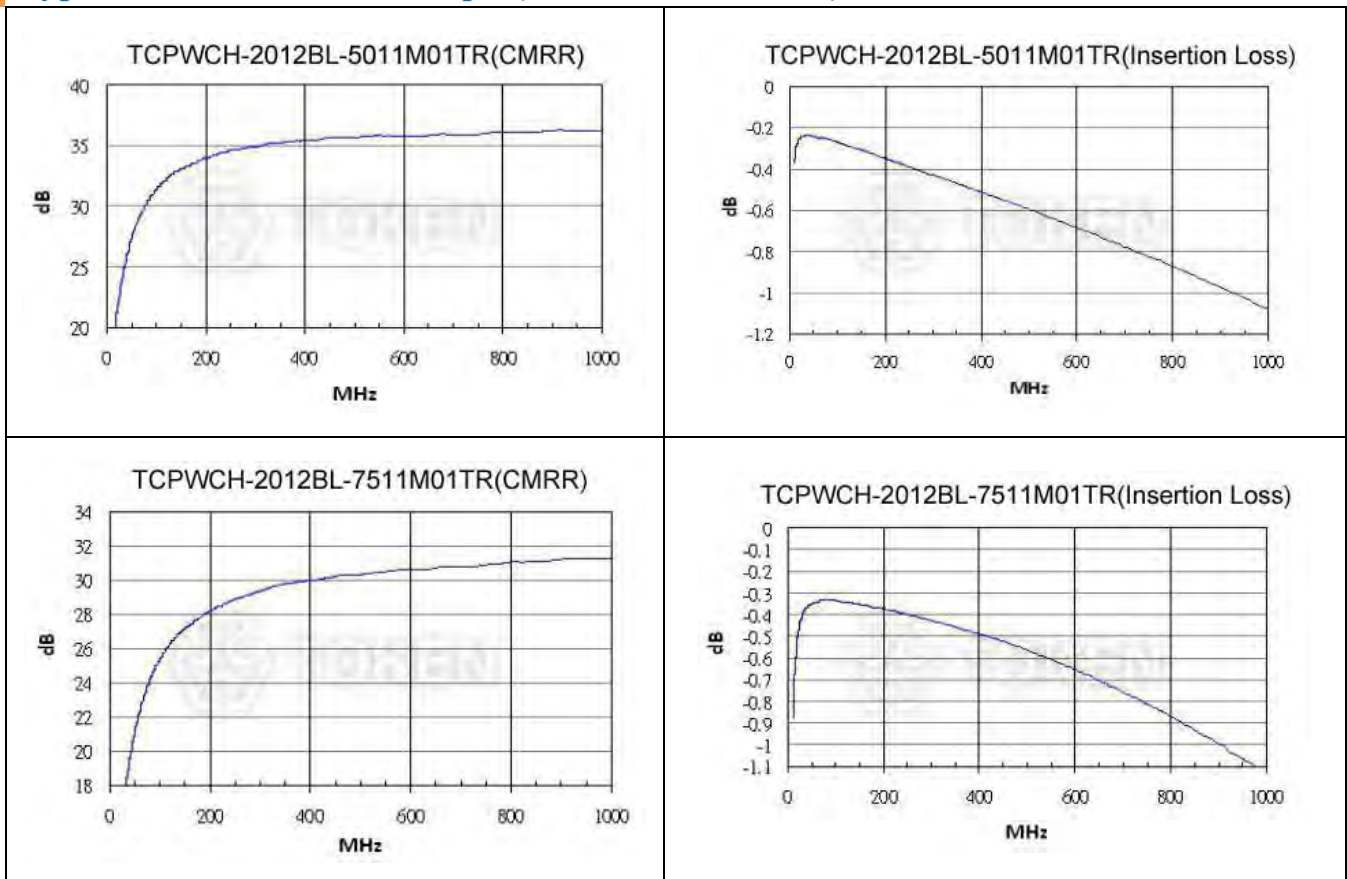 TCPWCH-2012BL-5011M01TR(CMRR)
40
35
30
25
20
dB
0 200 400 600 800 1000
MHz
TCPWCH-2012BL-5011M01TR(Insertion Loss)
0
-0.2
-0.4
-0.6
-0.8
-1
-1.2
dB
0 200 400 600 800 1000
MHz
TCPWCH-2012BL-7511M01TR(CMRR)
34
32
30
28
26
24
22
20
18
dB
0 200 400 600 800 1000
MHz
TCPWCH-2012BL-7511M01TR(Insertion Loss)
0
-0.1
-0.2
-0.3
-0.4
-0.5
-0.6
-0.7
-0.8
-0.9
-1
-1.1
dB
0 200 400 600 800 1000
MHz